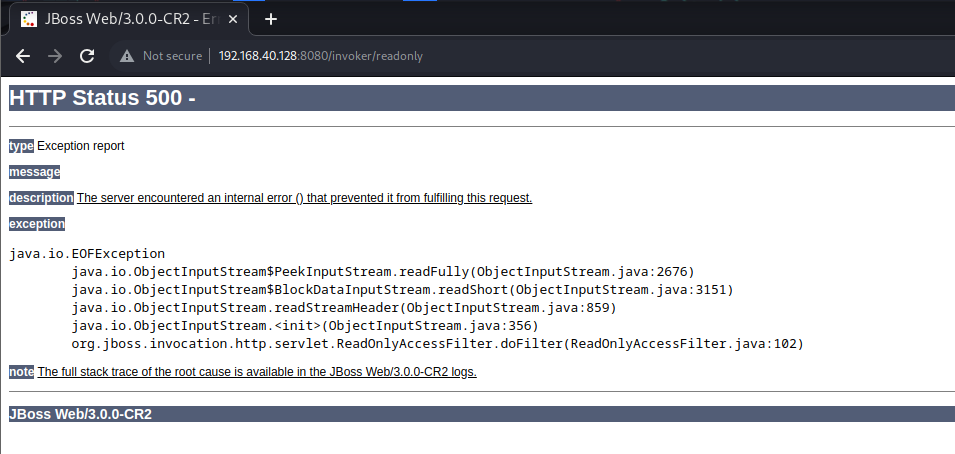 JBoss Web/3.0.0-CR2 - Er
Not secure 192.168.40.128:8080/invoker/readonly
HTTP Status 500 -
type Exception report
message
description The server encountered an internal error () that prevented it from fulfilling this request.
exception
java.io.EOFException
java.io.ObjectInputStream$PeekInputStream.readFully(ObjectInputStream.java:2676)
java.io.ObjectInputStream$BlockDataInputStream.readShort(ObjectInputStream.java:3151)
java.io.ObjectInputStream.readStreamHeader(ObjectInputStream.java:859)
java.io.ObjectInputStream.<init>(ObjectInputStream.java:356)
org.jboss.invocation.http.servlet.ReadOnlyAccessFilter.doFilter(ReadOnlyAccessFilter.java:102)
note The full stack trace of the root cause is available in the JBoss Web/3.0.0-CR2 logs.
JBoss Web/3.0.0-CR2